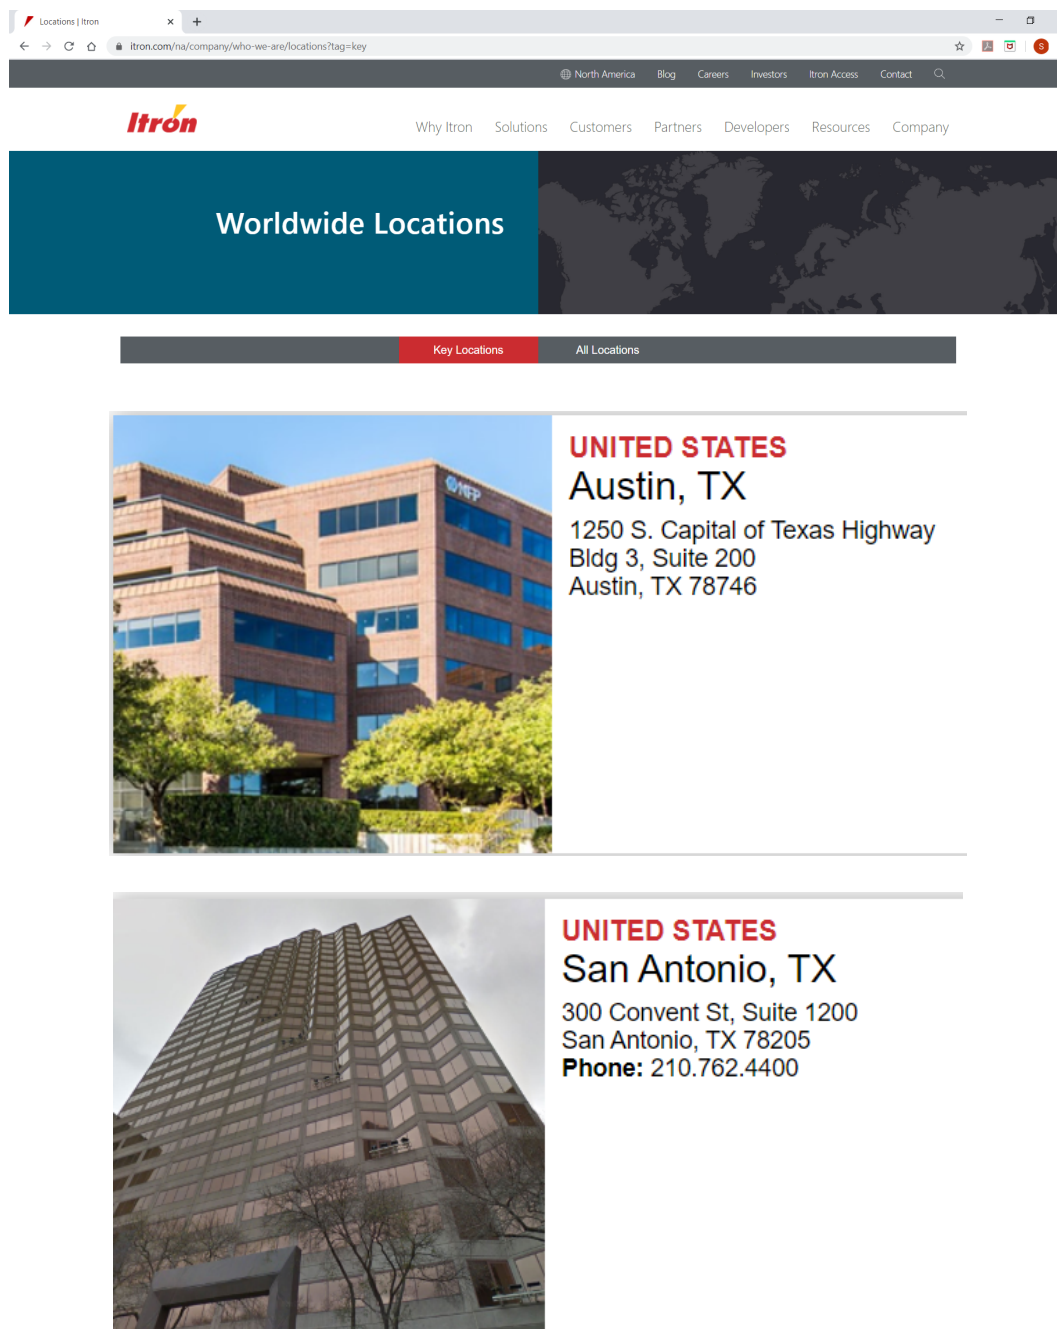 Locations | Itron
itron.com/na/company/who-we-are/locations?tag=key
S
North America Blog Careers Investors Itron Access Contact
Itron
Why Itron Solutions Customers Partners Developers Resources Company
Worldwide Locations
Key Locations All Locations
NFP
UNITED STATES
Austin, TX
1250 S. Capital of Texas Highway
Bldg 3, Suite 200
Austin, TX 78746
UNITED STATES
San Antonio, TX
300 Convent St, Suite 1200
San Antonio, TX 78205
Phone: 210.762.4400